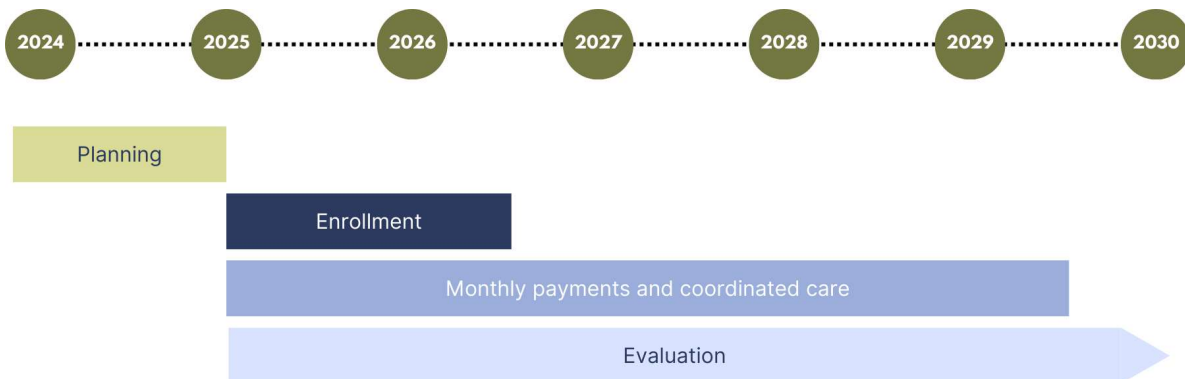 2024 2025 2026 2027 2028 2029 2030
Planning
Enrollment
Monthly payments and coordinated care
Evaluation